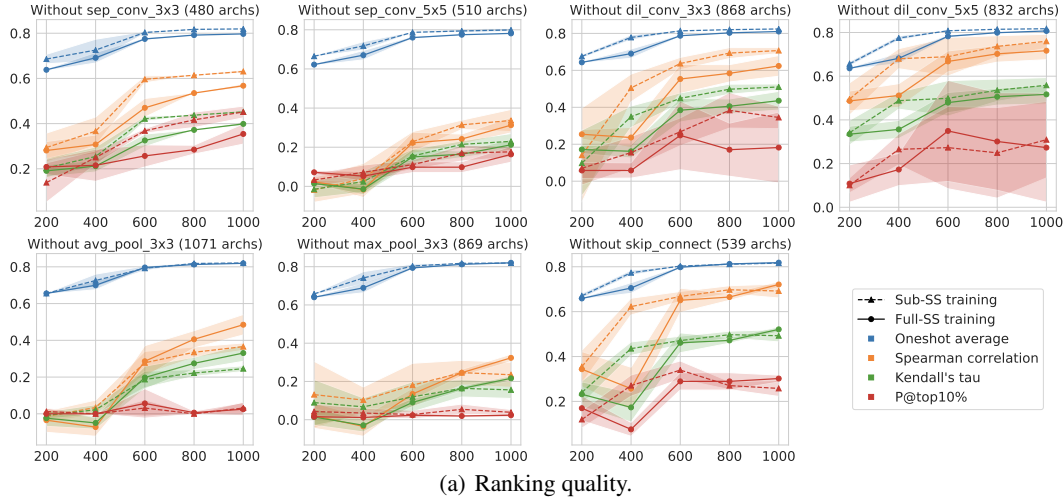 Without sep_conv_3x3 (480 archs)
0.8
0.6
0.4
0.2
200 400 600 800 1000
Without sep_conv_5x5 (510 archs)
0.8
0.6
0.4
0.2
0.0
200 400 600 800 1000
Without dil_conv_3x3 (868 archs)
0.8
0.6
0.4
0.2
0.0
200 400 600 800 1000
Without dil_conv_5x5 (832 archs)
0.8
0.6
0.4
0.2
0.0
200 400 600 800 1000
Without avg_pool_3x3 (1071 archs)
0.8
0.6
0.4
0.2
0.0
200 400 600 800 1000
Without max_pool_3x3 (869 archs)
0.8
0.6
0.4
0.2
0.0
200 400 600 800 1000
Without skip_connect (539 archs)
0.8
0.6
0.4
0.2
200 400 600 800 1000
Sub-SS training
Full-SS training
Oneshot average
Spearman correlation
Kendall's tau
P@top10%
(a) Ranking quality.